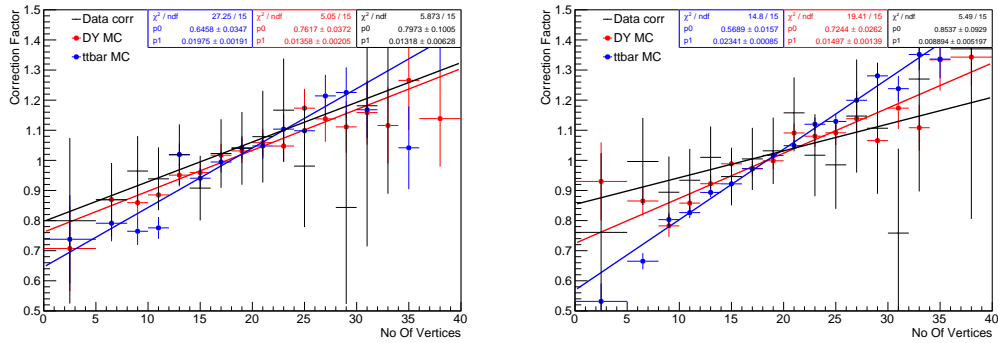 Data corr
DY MC
ttbar MC
χ² / ndf 27.25 / 15
p0 0.6458 ± 0.0347
p1 0.01975 ± 0.00191
χ² / ndf 5.05 / 15
p0 0.7617 ± 0.0372
p1 0.01358 ± 0.00205
χ² / ndf 5.873 / 15
p0 0.7973 ± 0.1005
p1 0.01318 ± 0.00628
Correction Factor
1.5
1.4
1.3
1.2
1.1
1
0.9
0.8
0.7
0.6
0.5
0 5 10 15 20 25 30 35 40
No Of Vertices
Data corr
DY MC
ttbar MC
χ² / ndf 14.8 / 15
p0 0.5689 ± 0.0157
p1 0.02341 ± 0.00085
χ² / ndf 19.41 / 15
p0 0.7244 ± 0.0262
p1 0.01497 ± 0.00139
χ² / ndf 5.49 / 15
p0 0.8537 ± 0.0929
p1 0.008894 ± 0.005197
Correction Factor
1.5
1.4
1.3
1.2
1.1
1
0.9
0.8
0.7
0.6
0.5
0 5 10 15 20 25 30 35 40
No Of Vertices